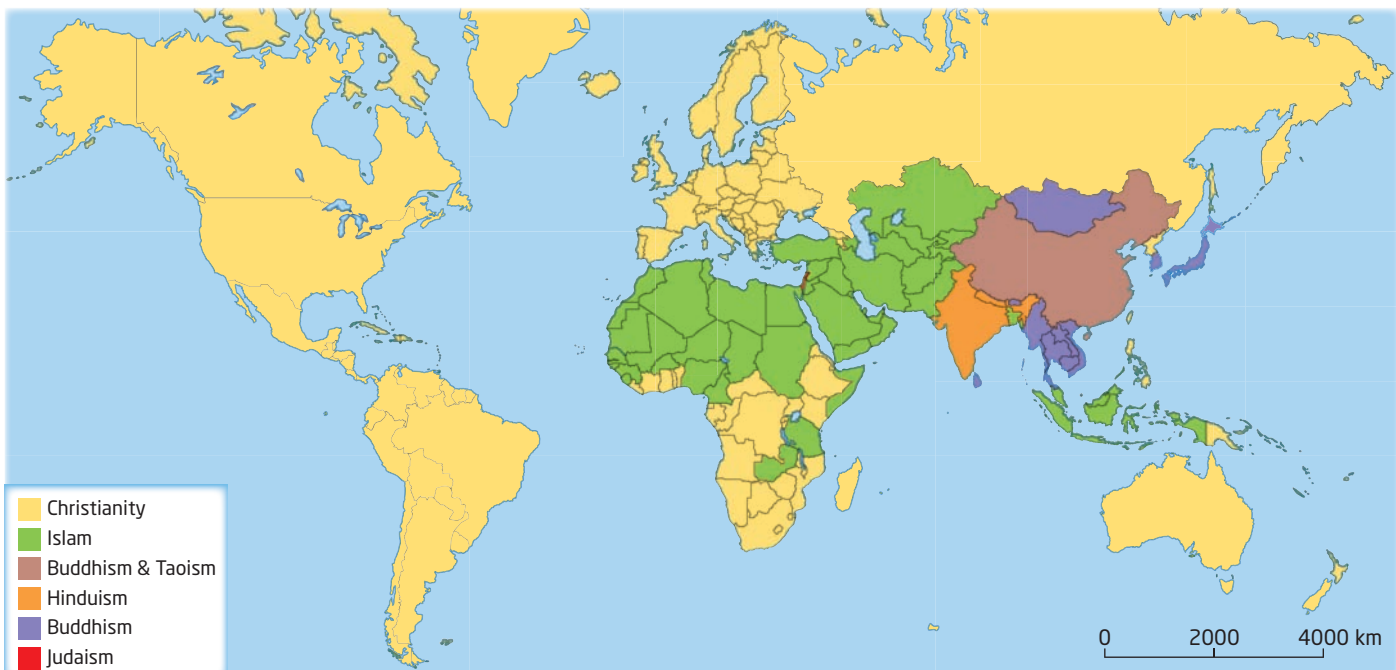 Christianity
Islam
Buddhism & Taoism
Hinduism
Buddhism
Judaism
0 2000 4000 km